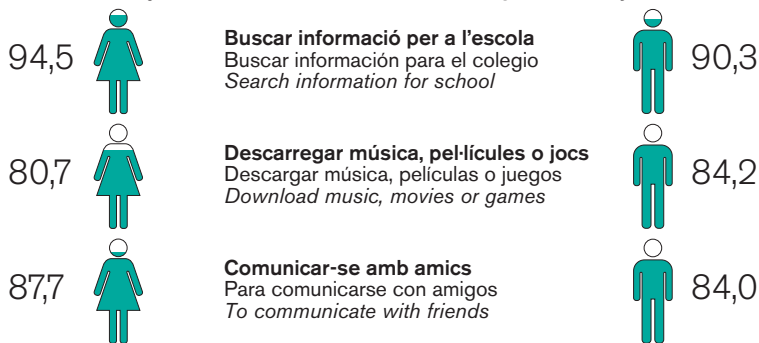 94,5
Buscar informació per a l'escola
Buscar información para el colegio
Search information for school
90,3
80,7
Descarregar música, pel·lícules o jocs
Descargar música, películas o juegos
Download music, movies or games
84,2
87,7
Comunicar-se amb amics
Para comunicarse con amigos
To communicate with friends
84,0